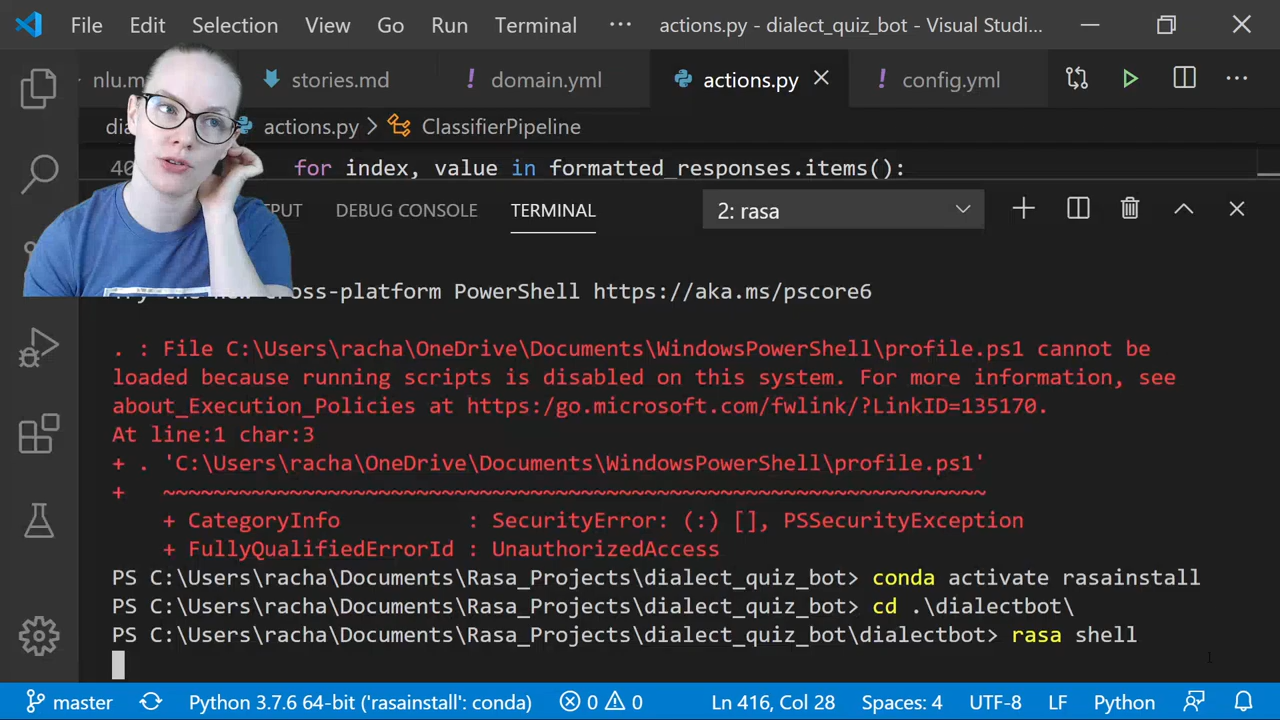 File Edit Selection View Go Run Terminal ··· actions.py - dialect_quiz_bot - Visual Studi...
nlu.m stories.md ! domain.yml actions.py ! config.yml ···
dia actions.py > ClassifierPipeline
40 for index, value in formatted_responses.items():
PUT DEBUG CONSOLE TERMINAL 2: rasa
cross-platform PowerShell https://aka.ms/pscore6
. : File C:\Users\racha\OneDrive\Documents\WindowsPowerShell\profile.ps1 cannot be
loaded because running scripts is disabled on this system. For more information, see
about_Execution_Policies at https:/go.microsoft.com/fwlink/?LinkID=135170.
At line:1 char:3
+ . 'C:\Users\racha\OneDrive\Documents\WindowsPowerShell\profile.ps1'
+ ~~~~~~~~~~~~~~~~~~~~~~~~~~~~~~~~~~~~~~~~~~~~~~~~~~~~~~~~~~~~~~~~~
+ CategoryInfo : SecurityError: (:) [], PSSecurityException
+ FullyQualifiedErrorId : UnauthorizedAccess
PS C:\Users\racha\Documents\Rasa_Projects\dialect_quiz_bot> conda activate rasainstall
PS C:\Users\racha\Documents\Rasa_Projects\dialect_quiz_bot> cd .\dialectbot\
PS C:\Users\racha\Documents\Rasa_Projects\dialect_quiz_bot\dialectbot> rasa shell
master Python 3.7.6 64-bit ('rasainstall': conda) 0 0 Ln 416, Col 28 Spaces: 4 UTF-8 LF Python